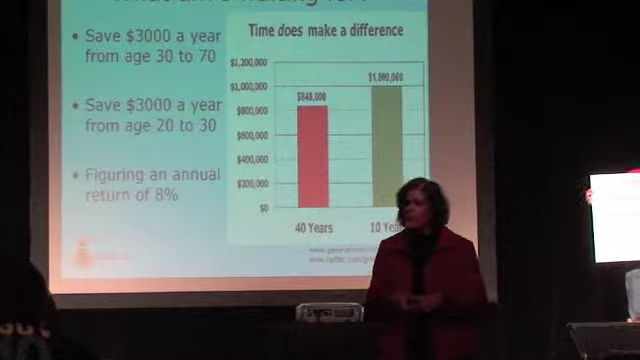 • Save $3000 a year
from age 30 to 70
• Save $3000 a year
from age 20 to 30
• Figuring an annual
return of 8%
Time does make a difference
$1,200,000
$1,000,000
$800,000
$600,000
$400,000
$200,000
$0
$840,000
$1,000,000
40 Years
10